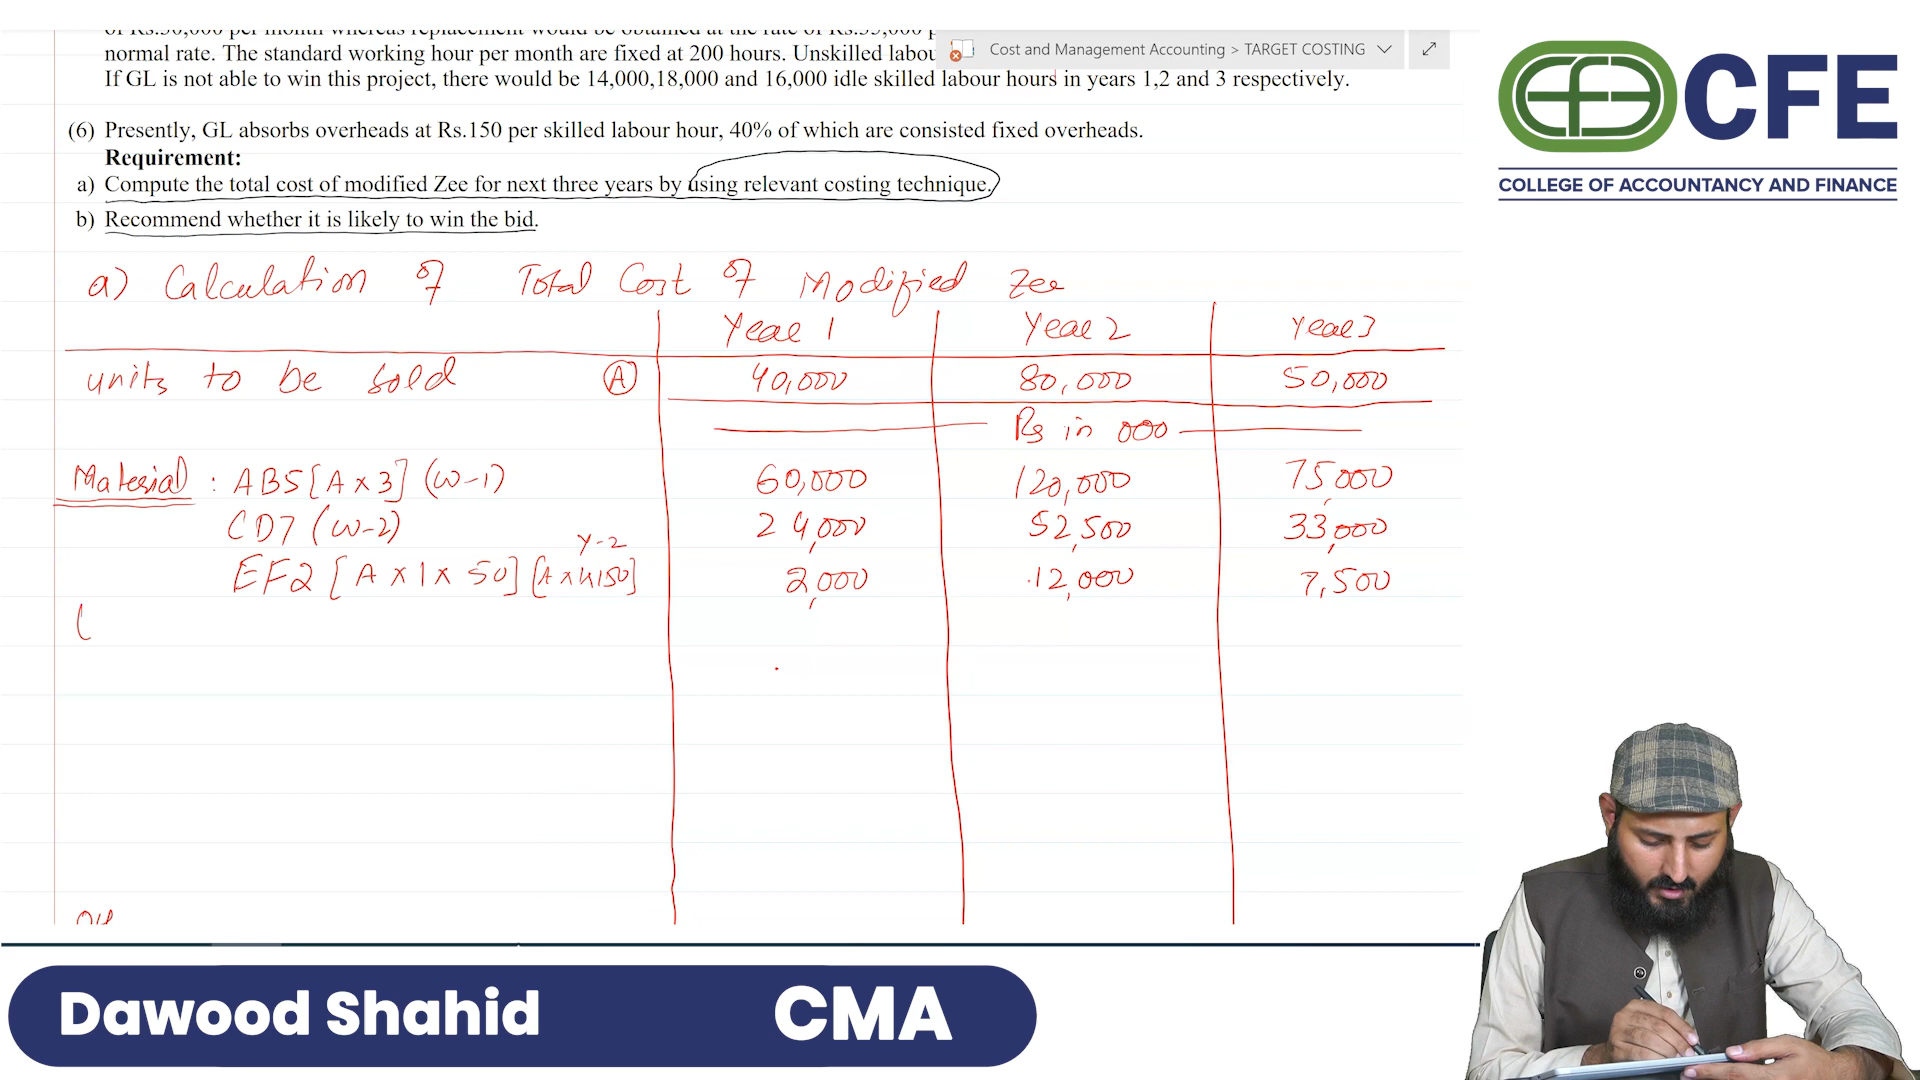 normal rate. The standard working hour per month are fixed at 200 hours. Unskilled labou
Cost and Management Accounting > TARGET COSTING
If GL is not able to win this project, there would be 14,000,18,000 and 16,000 idle skilled labour hours in years 1,2 and 3 respectively.
(6) Presently, GL absorbs overheads at Rs.150 per skilled labour hour, 40% of which are consisted fixed overheads.
Requirement:
a) Compute the total cost of modified Zee for next three years by using relevant costing technique.
b) Recommend whether it is likely to win the bid.
CFE
COLLEGE OF ACCOUNTANCY AND FINANCE
a) Calculation of Total Cost of Modified Zee
Year 1 Year 2 Year 3
units to be sold A 40,000 80,000 50,000
Rs in 000
Material : ABS [A x 3] (W-1) 60,000 120,000 75,000
CD7 (W-2) 24,000 52,500 33,000
Y-2
EF2 [A x 1 x 50] 2,000 12,000 7,500
Dawood Shahid CMA